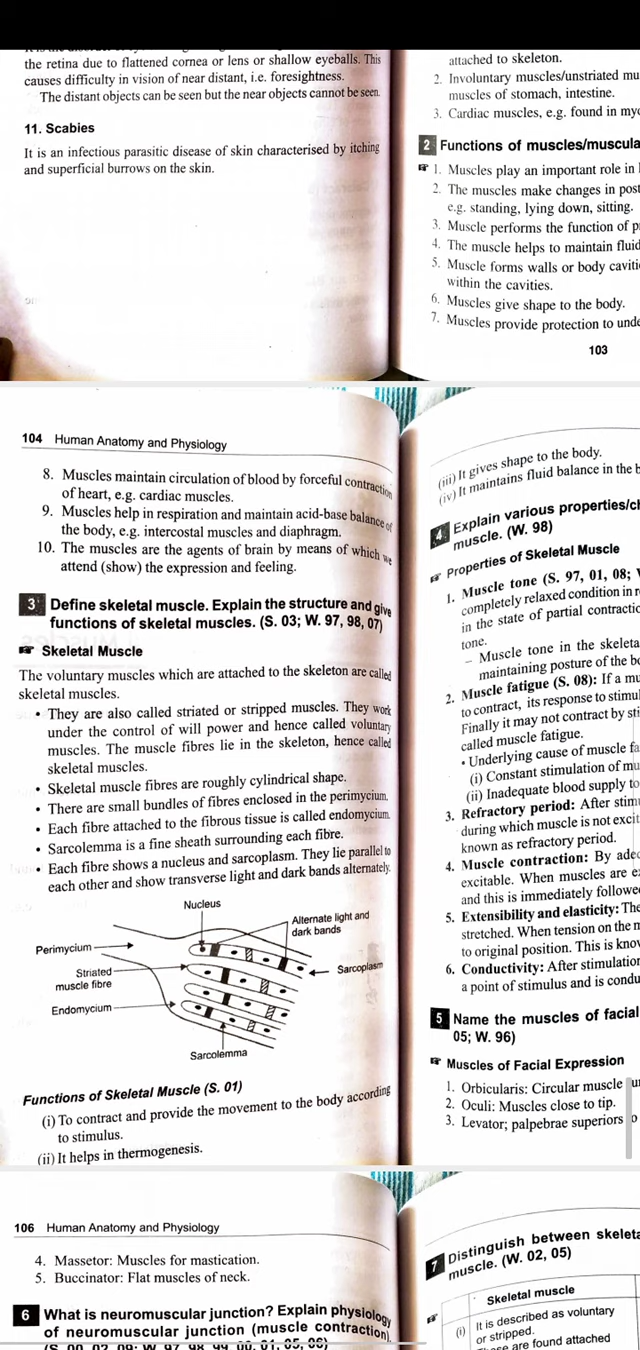 the retina due to flattened cornea or lens or shallow eyeballs. This
causes difficulty in vision of near distant, i.e. foresightness.
The distant objects can be seen but the near objects cannot be seen.
11. Scabies
It is an infectious parasitic disease of skin characterised by itching
and superficial burrows on the skin.
attached to skeleton.
2. Involuntary muscles/unstriated
muscles of stomach, intestine.
3. Cardiac muscles, e.g. found in
2 Functions of muscles/
☞ 1. Muscles play an important role in
2. The muscles make changes in
e.g. standing, lying down, sitting.
3. Muscle performs the function of
4. The muscle helps to maintain fluid
5. Muscle forms walls or body
within the cavities.
6. Muscles give shape to the body.
7. Muscles provide protection to
103
104 Human Anatomy and Physiology
8. Muscles maintain circulation of blood by forceful contraction
of heart, e.g. cardiac muscles.
9. Muscles help in respiration and maintain acid-base balance of
the body, e.g. intercostal muscles and diaphragm.
10. The muscles are the agents of brain by means of which we
attend (show) the expression and feeling.
3 Define skeletal muscle. Explain the structure and give
functions of skeletal muscles. (S. 03; W. 97, 98, 07)
☞ Skeletal Muscle
The voluntary muscles which are attached to the skeleton are called
skeletal muscles.
• They are also called striated or stripped muscles. They work
under the control of will power and hence called voluntary
muscles. The muscle fibres lie in the skeleton, hence called
skeletal muscles.
• Skeletal muscle fibres are roughly cylindrical shape.
• There are small bundles of fibres enclosed in the perimycium.
• Each fibre attached to the fibrous tissue is called endomycium.
• Sarcolemma is a fine sheath surrounding each fibre.
• Each fibre shows a nucleus and sarcoplasm. They lie parallel to
each other and show transverse light and dark bands alternately.
Nucleus
Alternate light and
dark bands
Perimycium
Striated
muscle fibre
Sarcoplasm
Endomycium
Sarcolemma
Functions of Skeletal Muscle (S. 01)
(i) To contract and provide the movement to the body according
to stimulus.
(ii) It helps in thermogenesis.
(iii) It gives shape to the body.
(iv) It maintains fluid balance in the
4 Explain various
muscle. (W. 98)
☞ Properties of Skeletal Muscle
1. Muscle tone (S. 97, 01, 08;
completely relaxed condition in
in the state of partial
tone.
– Muscle tone in the
maintaining posture of the
2. Muscle fatigue (S. 08): If a
to contract, its response to
Finally it may not contract by
called muscle fatigue.
• Underlying cause of muscle
(i) Constant stimulation of
(ii) Inadequate blood supply to
3. Refractory period: After
during which muscle is not
known as refractory period.
4. Muscle contraction: By
excitable. When muscles are
and this is immediately
5. Extensibility and elasticity: The
stretched. When tension on the
to original position. This is
6. Conductivity: After stimulation
a point of stimulus and is
5 Name the muscles of facial
05; W. 96)
☞ Muscles of Facial Expression
1. Orbicularis: Circular muscle
2. Oculi: Muscles close to tip.
3. Levator; palpebrae superiors
106 Human Anatomy and Physiology
4. Massetor: Muscles for mastication.
5. Buccinator: Flat muscles of neck.
6 What is neuromuscular junction? Explain physiology
of neuromuscular junction (muscle contraction).
7 Distinguish between
muscle. (W. 02, 05)
☞
Skeletal muscle
(i) It is described as voluntary
or stripped.
are found attached